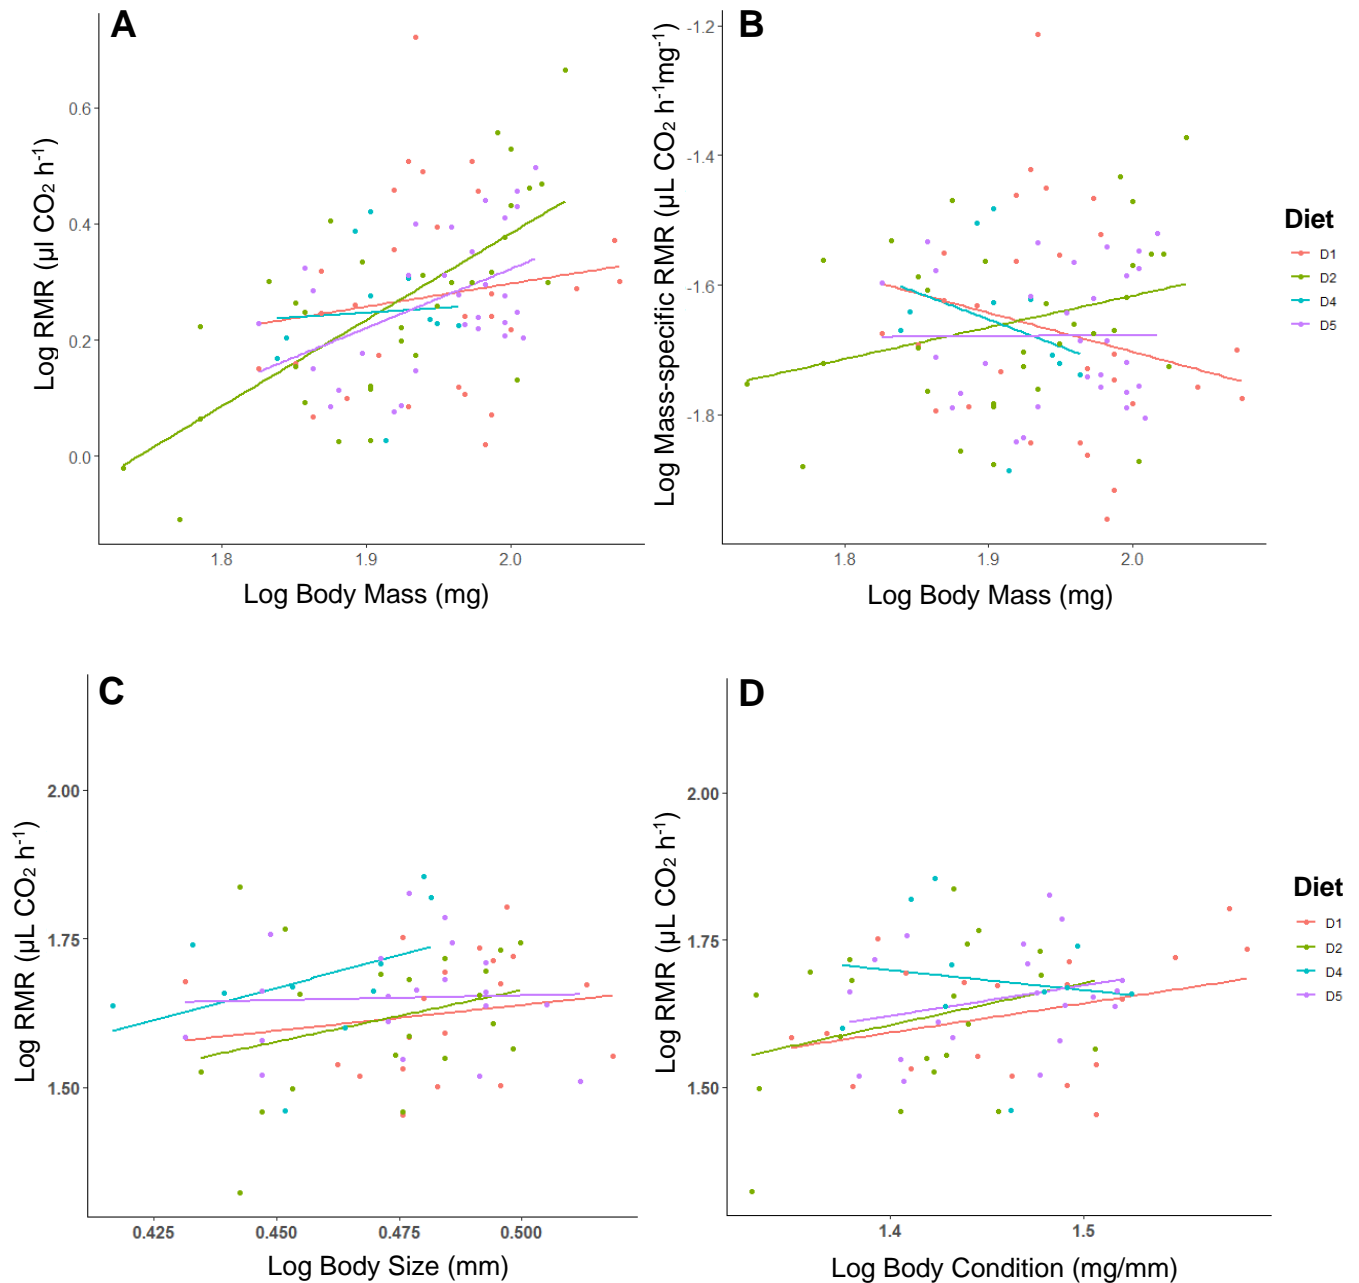 A
0.6
0.4
0.2
0.0
1.8 1.9 2.0
Log RMR (µl CO₂ h⁻¹)
Log Body Mass (mg)
B
-1.2
-1.4
-1.6
-1.8
1.8 1.9 2.0
Log Mass-specific RMR (µL CO₂ h⁻¹mg⁻¹)
Log Body Mass (mg)
Diet
D1
D2
D4
D5
C
2.00
1.75
1.50
0.425 0.450 0.475 0.500
Log RMR (µL CO₂ h⁻¹)
Log Body Size (mm)
D
2.00
1.75
1.50
1.4 1.5
Log RMR (µL CO₂ h⁻¹)
Log Body Condition (mg/mm)
Diet
D1
D2
D4
D5